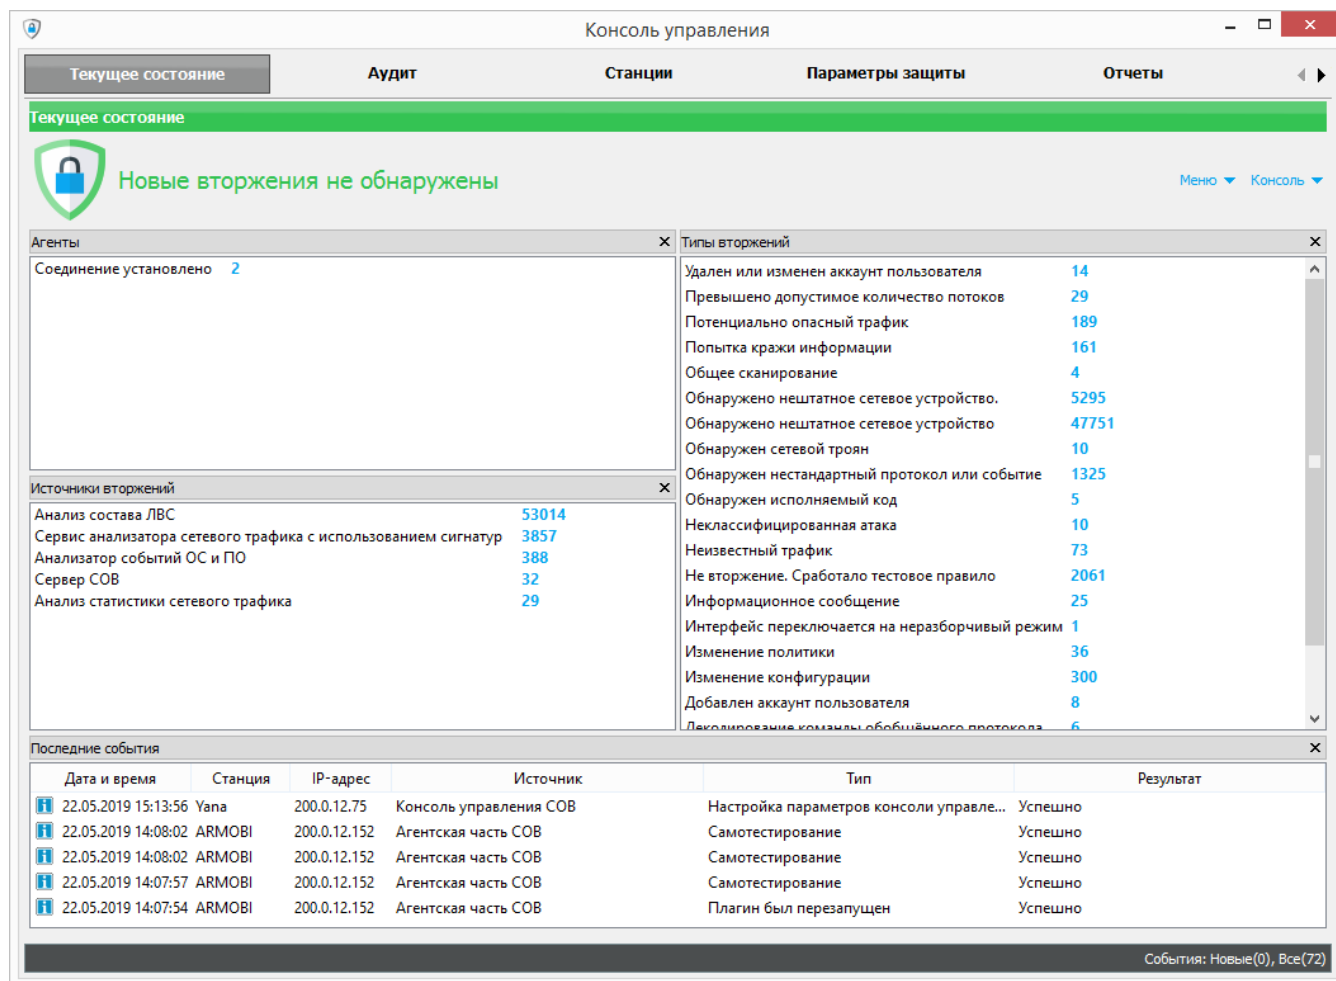 Консоль управления
Текущее состояние Аудит Станции Параметры защиты Отчеты
Текущее состояние
Новые вторжения не обнаружены
Меню Консоль
Агенты
Соединение установлено 2
Типы вторжений
Удален или изменен аккаунт пользователя 14
Превышено допустимое количество потоков 29
Потенциально опасный трафик 189
Попытка кражи информации 161
Общее сканирование 4
Обнаружено нештатное сетевое устройство. 5295
Обнаружено нештатное сетевое устройство 47751
Обнаружен сетевой троян 10
Обнаружен нестандартный протокол или событие 1325
Обнаружен исполняемый код 5
Неклассифицированная атака 10
Неизвестный трафик 73
Не вторжение. Сработало тестовое правило 2061
Информационное сообщение 25
Интерфейс переключается на неразборчивый режим 1
Изменение политики 36
Изменение конфигурации 300
Добавлен аккаунт пользователя 8
Декодирование команды обобщённого протокола 6
Источники вторжений
Анализ состава ЛВС 53014
Сервис анализатора сетевого трафика с использованием сигнатур 3857
Анализатор событий ОС и ПО 388
Сервер СОВ 32
Анализ статистики сетевого трафика 29
Последние события
Дата и время Станция IP-адрес Источник Тип Результат
22.05.2019 15:13:56 Yana 200.0.12.75 Консоль управления СОВ Настройка параметров консоли управле... Успешно
22.05.2019 14:08:02 ARMOBI 200.0.12.152 Агентская часть СОВ Самотестирование Успешно
22.05.2019 14:08:02 ARMOBI 200.0.12.152 Агентская часть СОВ Самотестирование Успешно
22.05.2019 14:07:57 ARMOBI 200.0.12.152 Агентская часть СОВ Самотестирование Успешно
22.05.2019 14:07:54 ARMOBI 200.0.12.152 Агентская часть СОВ Плагин был перезапущен Успешно
События: Новые(0), Все(72)